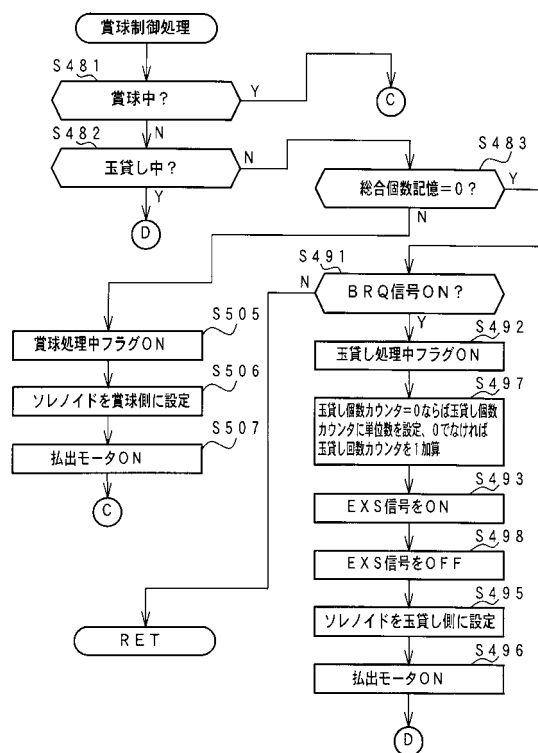 賞球制御処理
S481
賞球中?
Y
C
N
S482
玉貸し中?
N
Y
D
S483
総合個数記憶=0?
Y
N
S491
N
BRQ信号ON?
Y
S505
賞球処理中フラグON
S506
ソレノイドを賞球側に設定
S507
払出モータON
C
S492
玉貸し処理中フラグON
S497
玉貸し個数カウンタ=0ならば玉貸し個数
カウンタに単位数を設定、0でなければ
玉貸し回数カウンタを1加算
S493
EXS信号をON
S498
EXS信号をOFF
S495
ソレノイドを玉貸し側に設定
S496
払出モータON
D
RET